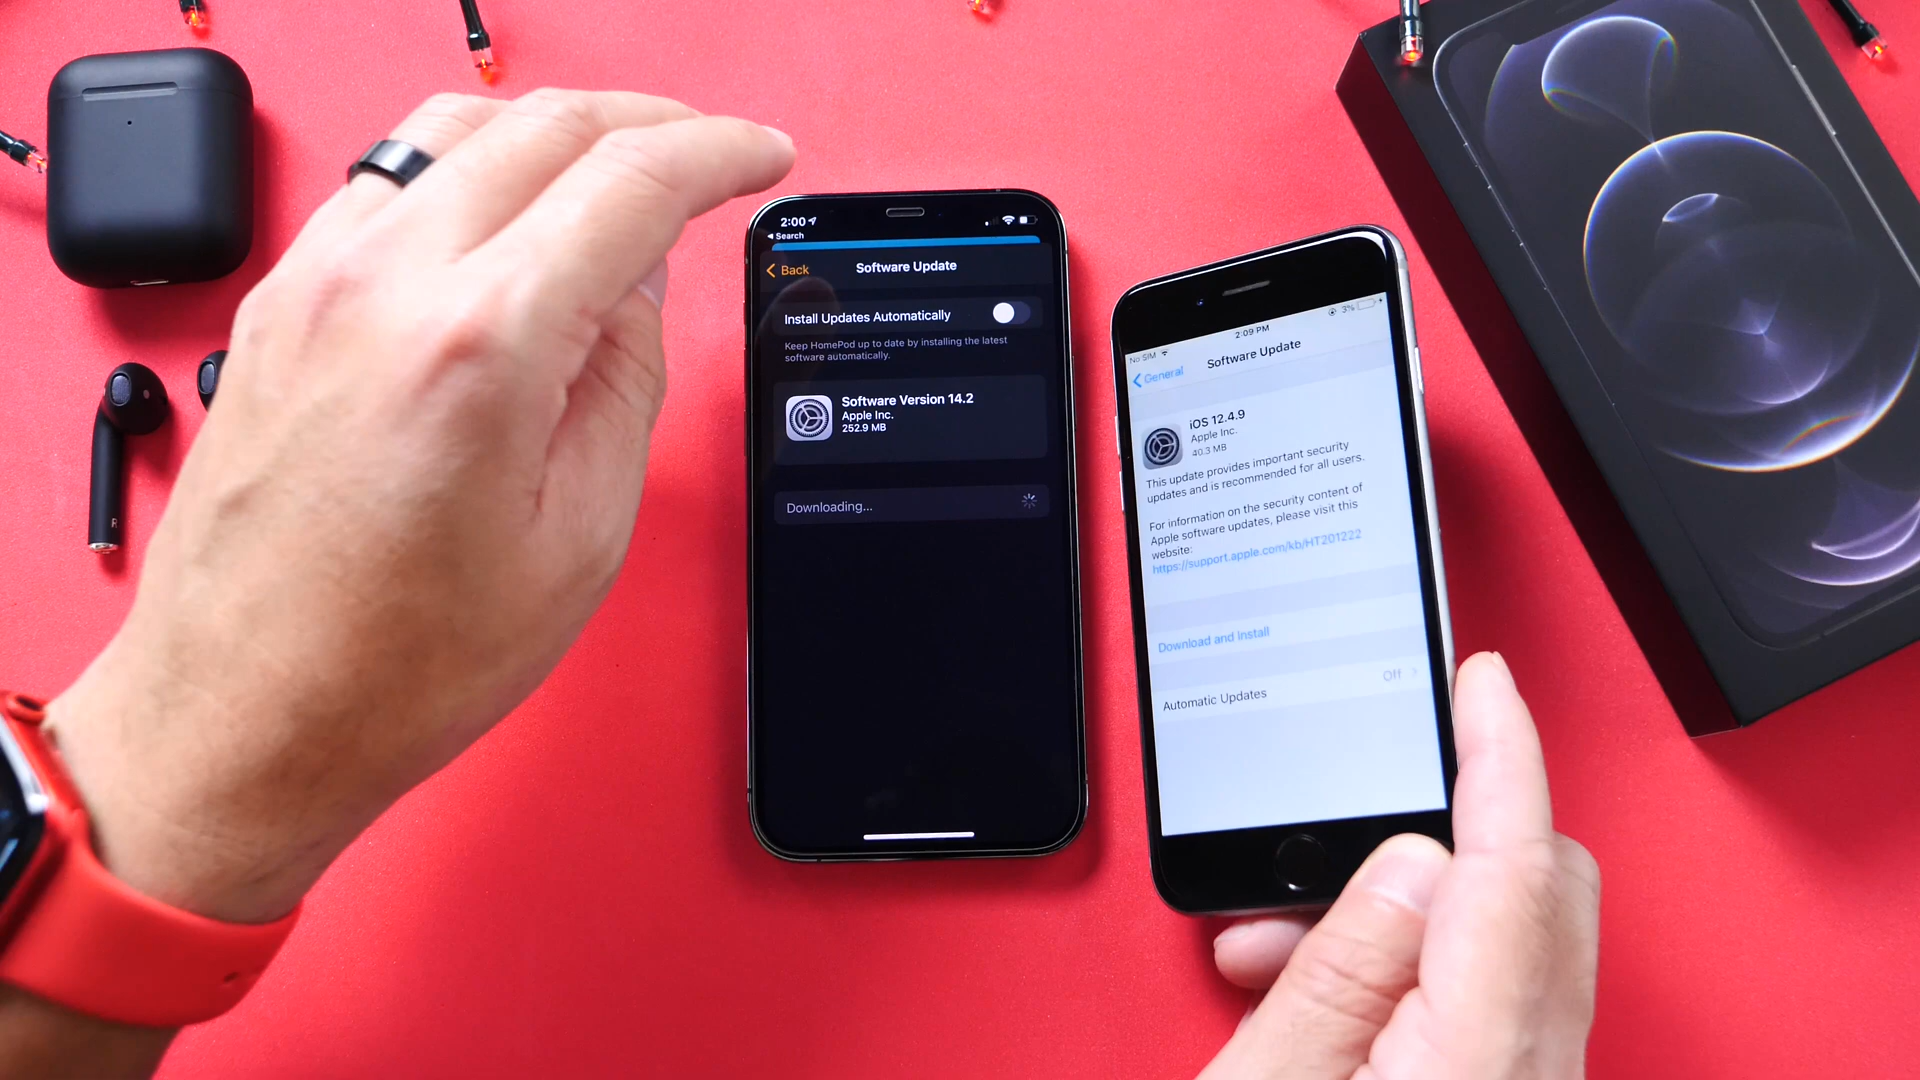 2:00
◀ Search
Back
Software Update
Install Updates Automatically
Keep HomePod up to date by installing the latest
software automatically.
Software Version 14.2
Apple Inc.
252.9 MB
Downloading...
No SIM
2:09 PM
3%
General
Software Update
iOS 12.4.9
Apple Inc.
40.3 MB
This update provides important security
updates and is recommended for all users.
For information on the security content of
Apple software updates, please visit this
website:
https://support.apple.com/kb/HT201222
Download and Install
Automatic Updates
Off
R